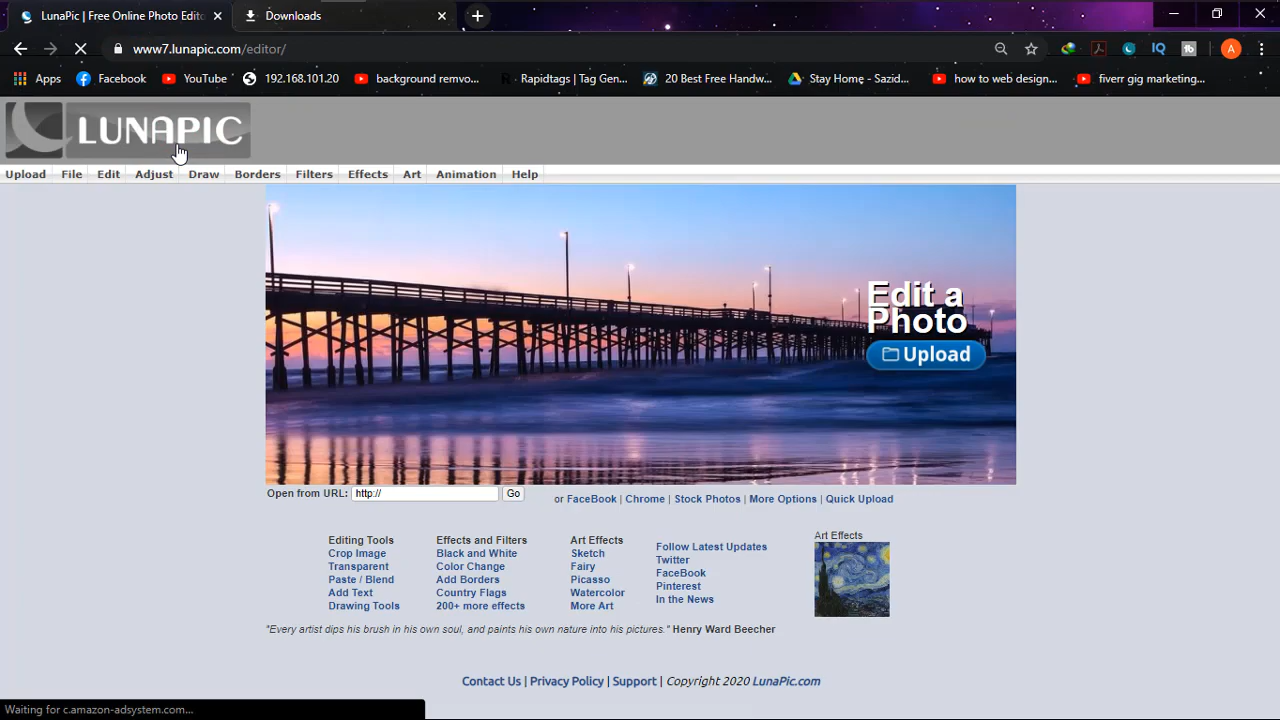 LunaPic | Free Online Photo Edito
Downloads
www7.lunapic.com/editor/
Apps
Facebook
YouTube
192.168.101.20
background remvo...
Rapidtags | Tag Gen...
20 Best Free Handw...
Stay Home - Sazid...
how to web design...
fiverr gig marketing...
LUNAPIC
Upload File Edit Adjust Draw Borders Filters Effects Art Animation Help
Edit a
Photo
Upload
Open from URL: http:// Go or FaceBook | Chrome | Stock Photos | More Options | Quick Upload
Editing Tools
Crop Image
Transparent
Paste / Blend
Add Text
Drawing Tools
Effects and Filters
Black and White
Color Change
Add Borders
Country Flags
200+ more effects
Art Effects
Sketch
Fairy
Picasso
Watercolor
More Art
Follow Latest Updates
Twitter
FaceBook
Pinterest
In the News
Art Effects
"Every artist dips his brush in his own soul, and paints his own nature into his pictures." Henry Ward Beecher
Contact Us | Privacy Policy | Support | Copyright 2020 LunaPic.com
Waiting for c.amazon-adsystem.com...